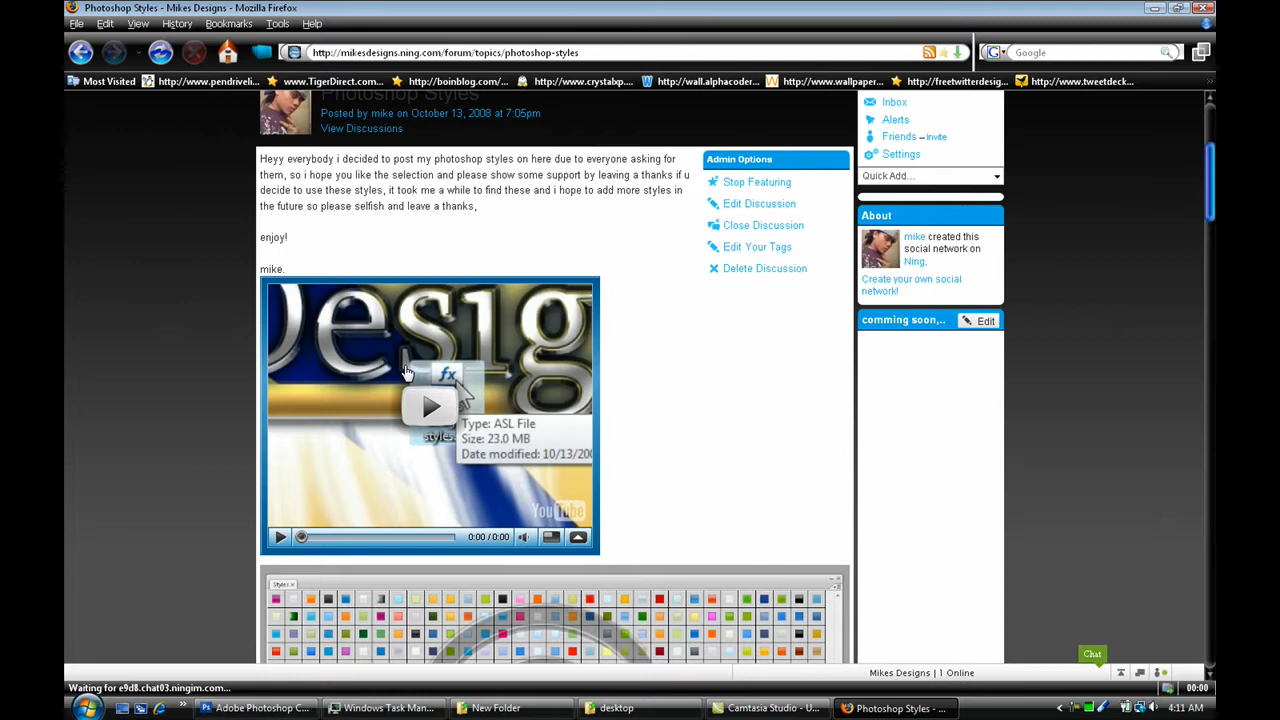 Photoshop Styles - Mikes Designs - Mozilla Firefox
File Edit View History Bookmarks Tools Help
http://mikesdesigns.ning.com/forum/topics/photoshop-styles
Google
Most Visited http://www.pendriveli... www.TigerDirect.com... http://boinblog.com/... http://www.crystalxp... http://wall.alphacoder... http://www.wallpaper... http://freetwitterdesig... http://www.tweetdeck...
Photoshop Styles
Posted by mike on October 13, 2008 at 7:05pm
View Discussions
Heyy everybody i decided to post my photoshop styles on here due to everyone asking for
them, so i hope you like the selection and please show some support by leaving a thanks if u
decide to use these styles, it took me a while to find these and i hope to add more styles in
the future so please selfish and leave a thanks,
enjoy!
mike.
Admin Options
Stop Featuring
Edit Discussion
Close Discussion
Edit Your Tags
Delete Discussion
Inbox
Alerts
Friends – Invite
Settings
Quick Add...
About
mike created this
social network on
Ning.
Create your own social
network!
comming soon,.. Edit
Desig
fx
styles
Type: ASL File
Size: 23.0 MB
Date modified: 10/13/200
YouTube
0:00 / 0:00
Styles x
Chat
Mikes Designs | 1 Online
Waiting for e9d8.chat03.ningim.com...
00:00
Adobe Photoshop C... Windows Task Man... New Folder desktop Camtasia Studio - U... Photoshop Styles - ... 4:11 AM